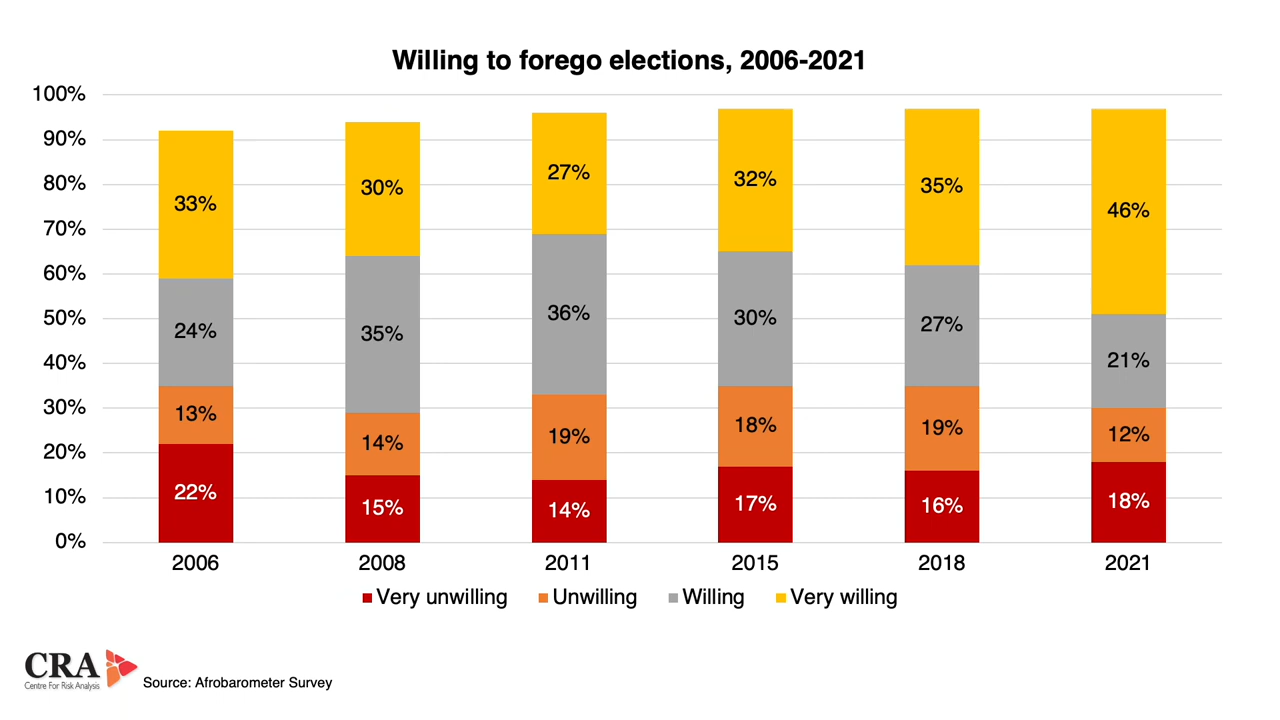 Willing to forego elections, 2006-2021
100%
90%
80%
70%
60%
50%
40%
30%
20%
10%
0%
33% 30% 27% 32% 35% 46%
24% 35% 36% 30% 27% 21%
13% 14% 19% 18% 19% 12%
22% 15% 14% 17% 16% 18%
2006 2008 2011 2015 2018 2021
Very unwilling Unwilling Willing Very willing
CRA
Centre For Risk Analysis
Source: Afrobarometer Survey